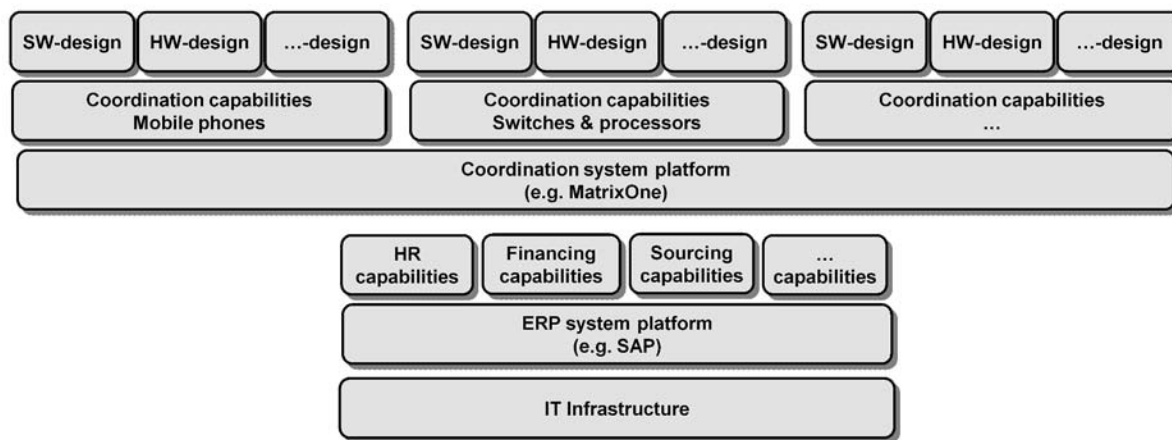 SW-design HW-design ...-design SW-design HW-design ...-design SW-design HW-design ...-design
Coordination capabilities
Mobile phones
Coordination capabilities
Switches & processors
Coordination capabilities
...
Coordination system platform
(e.g. MatrixOne)
HR
capabilities
Financing
capabilities
Sourcing
capabilities
...
capabilities
ERP system platform
(e.g. SAP)
IT Infrastructure